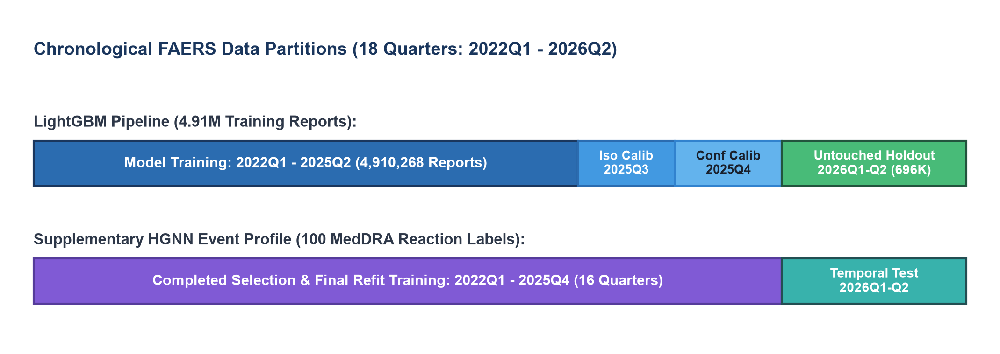 Chronological FAERS Data Partitions (18 Quarters: 2022Q1 - 2026Q2)
LightGBM Pipeline (4.91M Training Reports):
Model Training: 2022Q1 - 2025Q2 (4,910,268 Reports)
Iso Calib
2025Q3
Conf Calib
2025Q4
Untouched Holdout
2026Q1-Q2 (696K)
Supplementary HGNN Event Profile (100 MedDRA Reaction Labels):
Completed Selection & Final Refit Training: 2022Q1 - 2025Q4 (16 Quarters)
Temporal Test
2026Q1-Q2